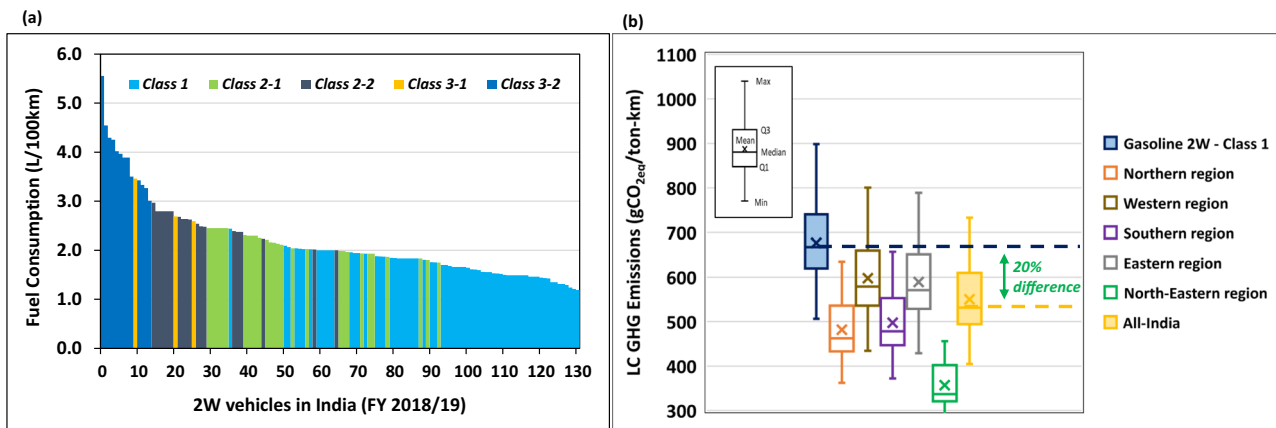 (a)
Fuel Consumption (L/100km)
6.0
5.0
4.0
3.0
2.0
1.0
0.0
Class 1 Class 2-1 Class 2-2 Class 3-1 Class 3-2
0 10 20 30 40 50 60 70 80 90 100 110 120 130
2W vehicles in India (FY 2018/19)
(b)
LC GHG Emissions (gCO2eq/ton-km)
1100
1000
900
800
700
600
500
400
300
Max
Q3
Mean
Median
Q1
Min
20%
difference
Gasoline 2W - Class 1
Northern region
Western region
Southern region
Eastern region
North-Eastern region
All-India